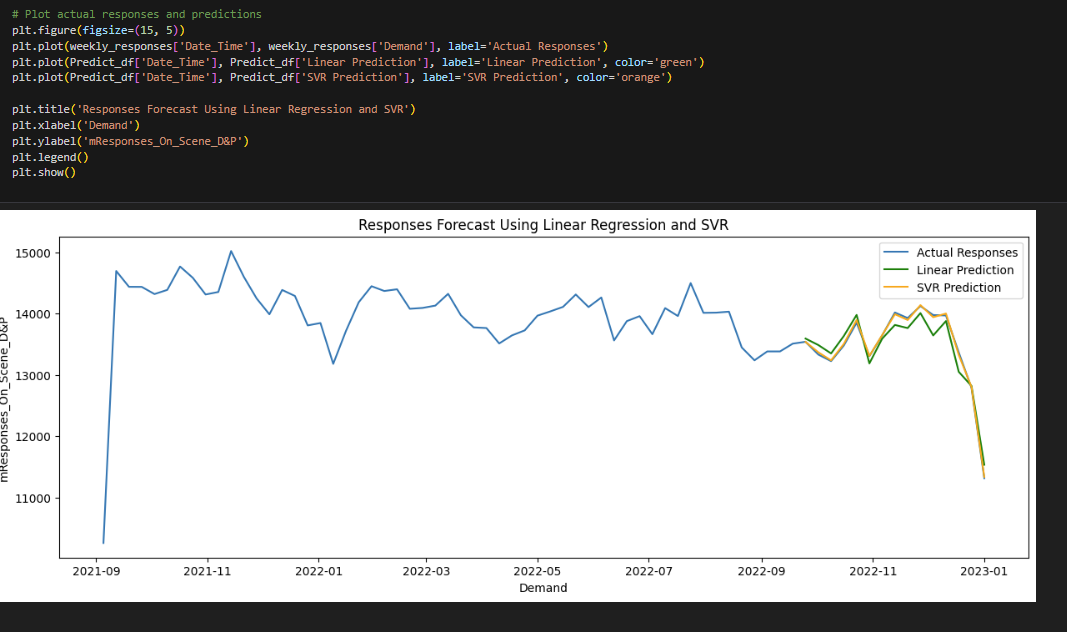 # Plot actual responses and predictions
plt.figure(figsize=(15, 5))
plt.plot(weekly_responses['Date_Time'], weekly_responses['Demand'], label='Actual Responses')
plt.plot(Predict_df['Date_Time'], Predict_df['Linear Prediction'], label='Linear Prediction', color='green')
plt.plot(Predict_df['Date_Time'], Predict_df['SVR Prediction'], label='SVR Prediction', color='orange')
plt.title('Responses Forecast Using Linear Regression and SVR')
plt.xlabel('Demand')
plt.ylabel('mResponses_On_Scene_D&P')
plt.legend()
plt.show()
Responses Forecast Using Linear Regression and SVR
Actual Responses
Linear Prediction
SVR Prediction
15000
14000
13000
12000
11000
mResponses_On_Scene_D&P
2021-09 2021-11 2022-01 2022-03 2022-05 2022-07 2022-09 2022-11 2023-01
Demand